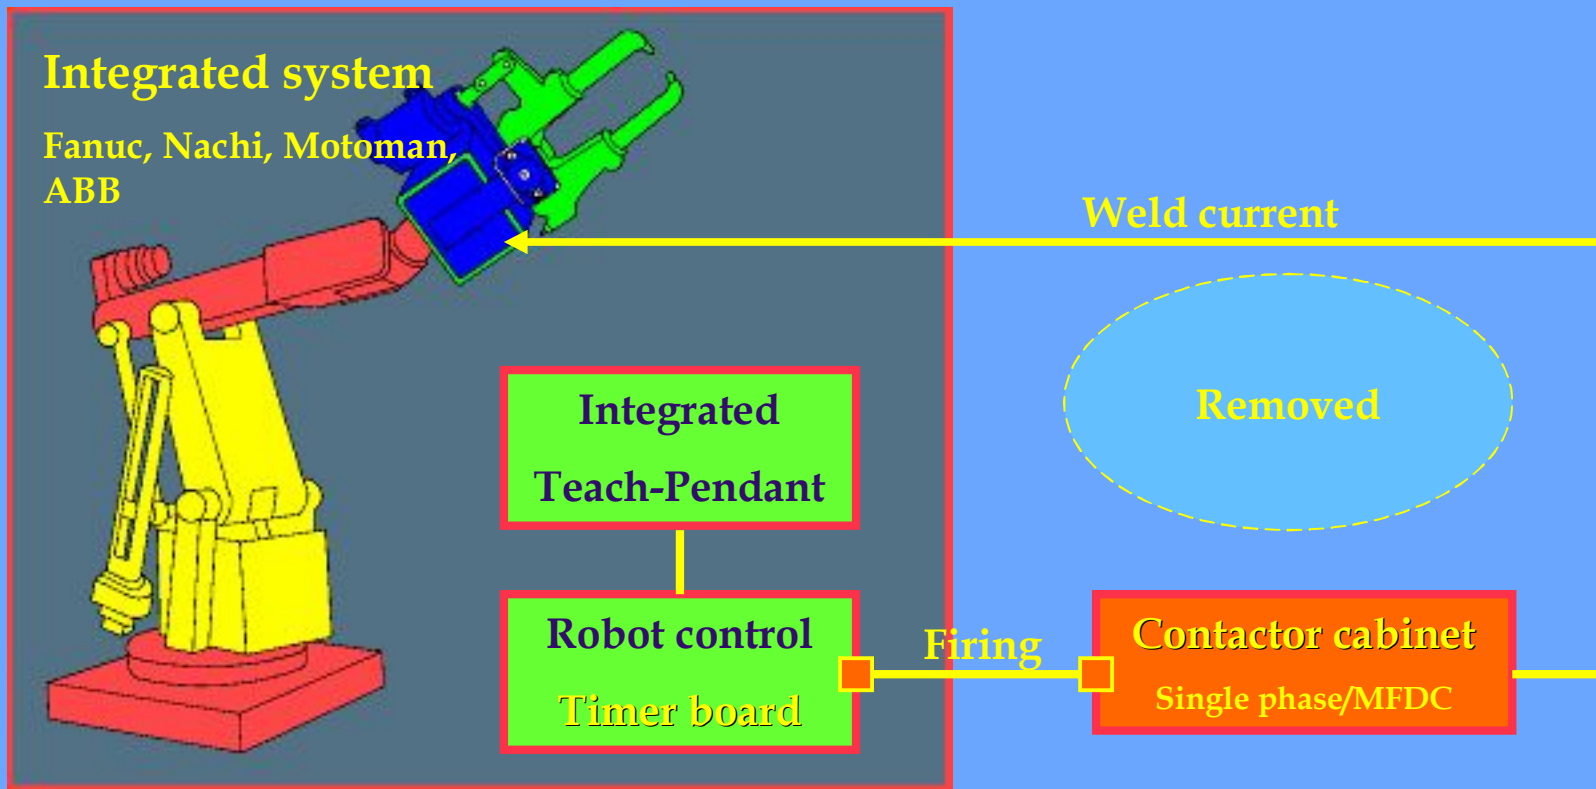 Integrated system
Fanuc, Nachi, Motoman,
ABB
Weld current
Removed
Integrated
Teach-Pendant
Robot control
Timer board
Firing
Contactor cabinet
Single phase/MFDC